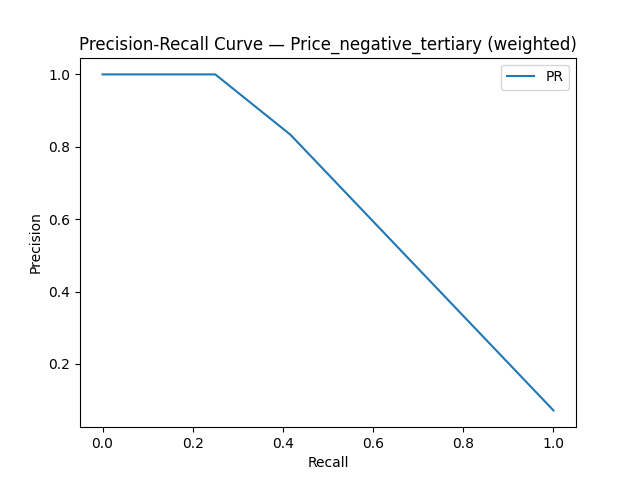 Precision-Recall Curve — Price_negative_tertiary (weighted)
PR
1.0
0.8
0.6
0.4
0.2
Precision
0.0 0.2 0.4 0.6 0.8 1.0
Recall